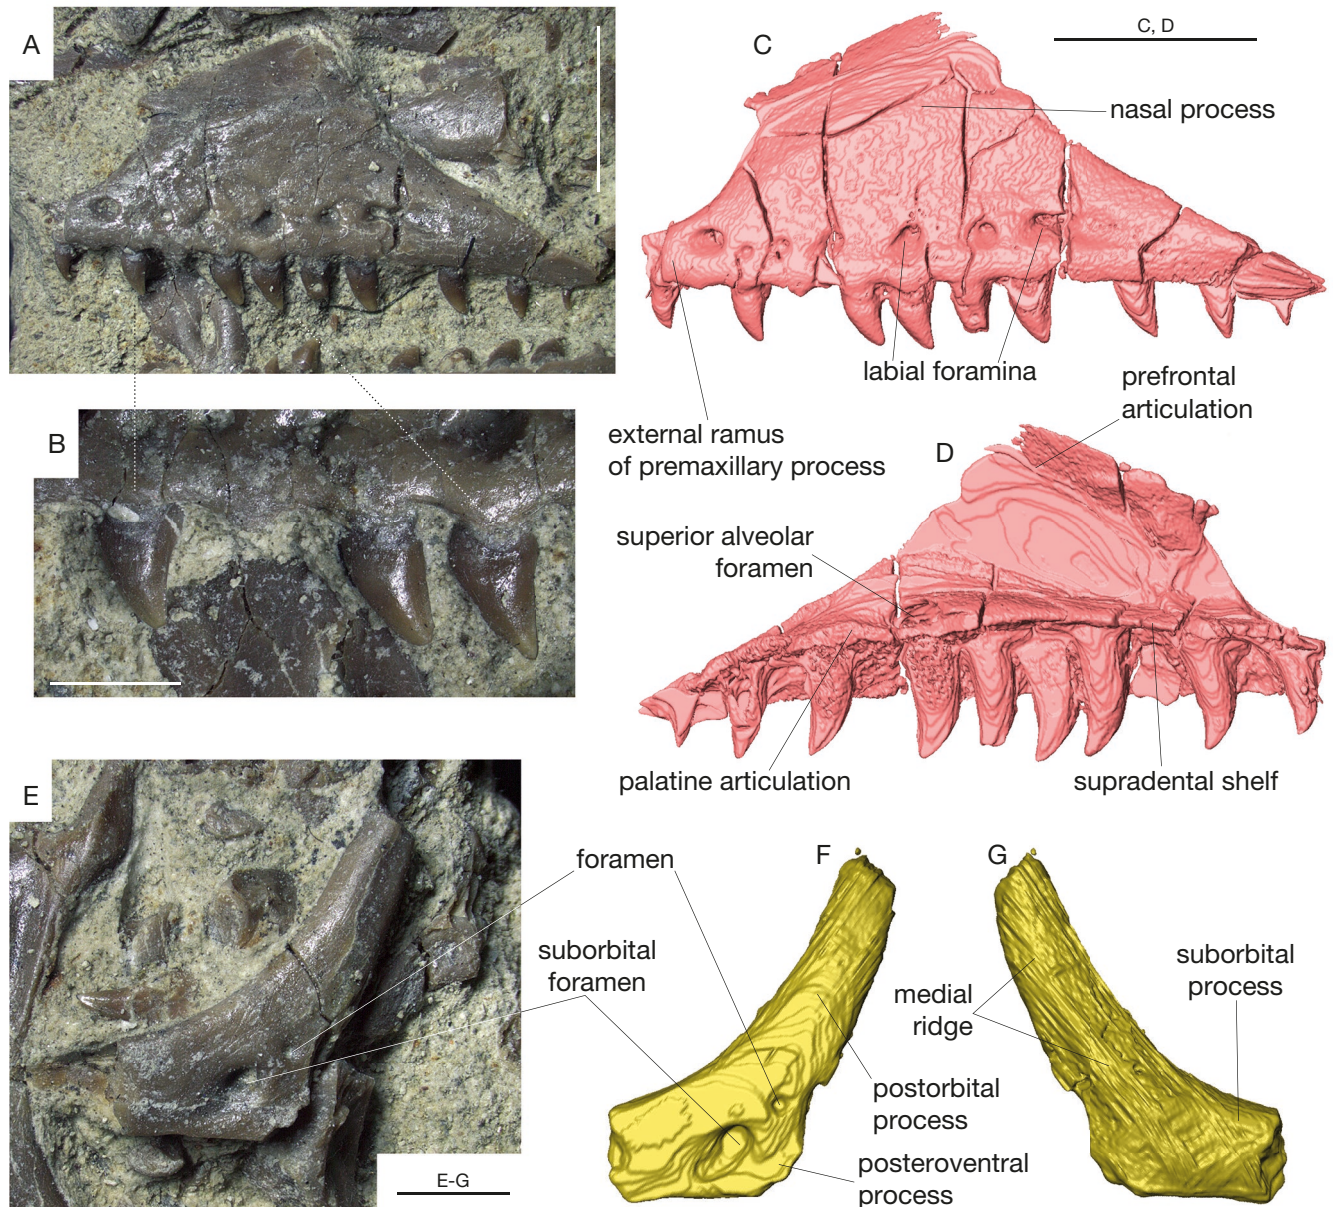 A
C
C, D
nasal process
labial foramina
external ramus
of premaxillary process
prefrontal
articulation
B
D
superior alveolar
foramen
palatine articulation
supradental shelf
E
foramen
suborbital
foramen
E-G
F
G
medial
ridge
suborbital
process
postorbital
process
posteroventral
process